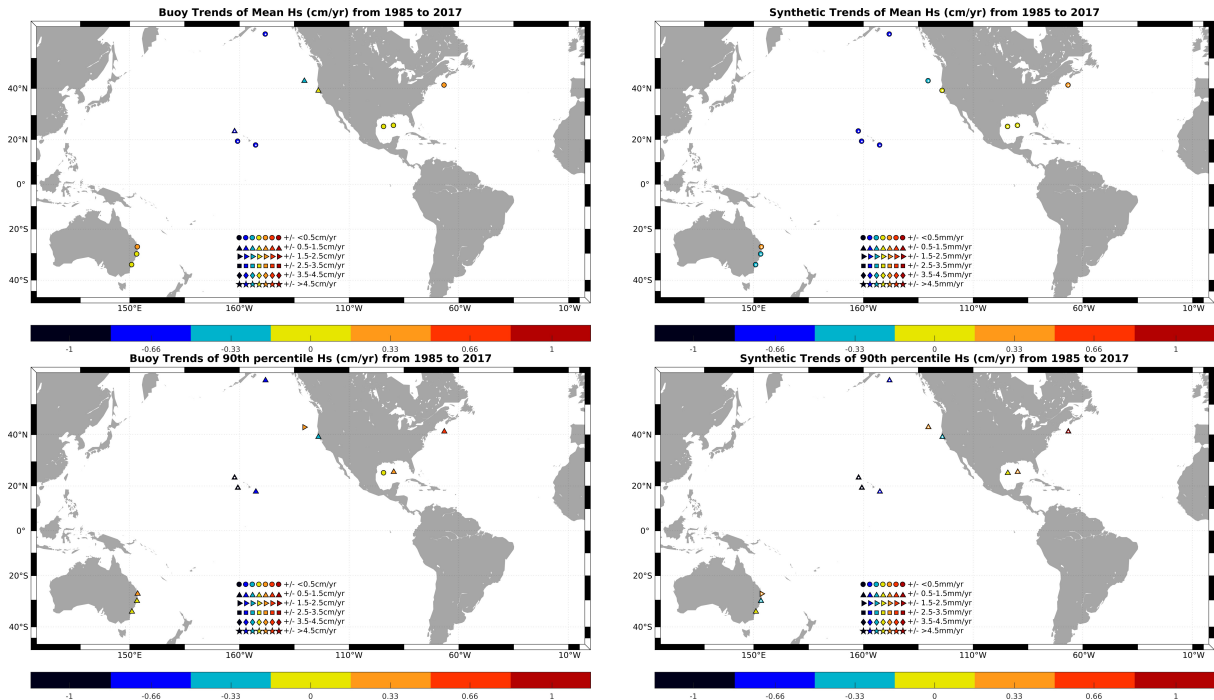 Buoy Trends of Mean Hs (cm/yr) from 1985 to 2017
40°N
20°N
0°
20°S
40°S
+/- <0.5cm/yr
+/- 0.5-1.5cm/yr
+/- 1.5-2.5cm/yr
+/- 2.5-3.5cm/yr
+/- 3.5-4.5cm/yr
+/- >4.5cm/yr
150°E 160°W 110°W 60°W 10°W
-1 -0.66 -0.33 0 0.33 0.66 1
Synthetic Trends of Mean Hs (cm/yr) from 1985 to 2017
40°N
20°N
0°
20°S
40°S
+/- <0.5mm/yr
+/- 0.5-1.5mm/yr
+/- 1.5-2.5mm/yr
+/- 2.5-3.5mm/yr
+/- 3.5-4.5mm/yr
+/- >4.5mm/yr
150°E 160°W 110°W 60°W 10°W
-1 -0.66 -0.33 0 0.33 0.66 1
Buoy Trends of 90th percentile Hs (cm/yr) from 1985 to 2017
40°N
20°N
0°
20°S
40°S
+/- <0.5cm/yr
+/- 0.5-1.5cm/yr
+/- 1.5-2.5cm/yr
+/- 2.5-3.5cm/yr
+/- 3.5-4.5cm/yr
+/- >4.5cm/yr
150°E 160°W 110°W 60°W 10°W
-1 -0.66 -0.33 0 0.33 0.66 1
Synthetic Trends of 90th percentile Hs (cm/yr) from 1985 to 2017
40°N
20°N
0°
20°S
40°S
+/- <0.5mm/yr
+/- 0.5-1.5mm/yr
+/- 1.5-2.5mm/yr
+/- 2.5-3.5mm/yr
+/- 3.5-4.5mm/yr
+/- >4.5mm/yr
150°E 160°W 110°W 60°W 10°W
-1 -0.66 -0.33 0 0.33 0.66 1